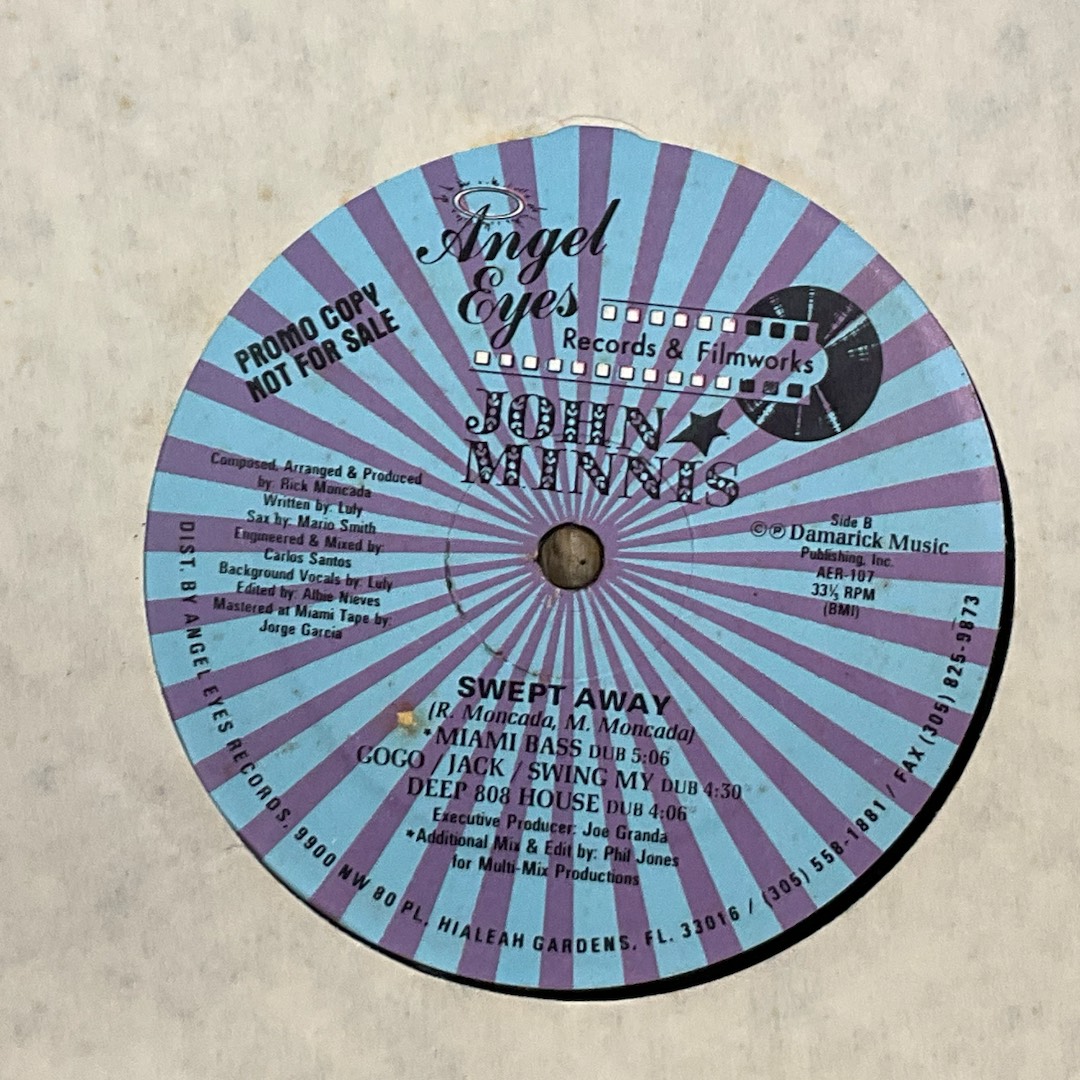 Angel
Eyes
Records & Filmworks
PROMO COPY
NOT FOR SALE
JOHN
MINNIS
Composed, Arranged & Produced
by: Rick Moncada
Written by: Luly
Sax by: Mario Smith
Engineered & Mixed by:
Carlos Santos
Background Vocals by: Luly
Edited by: Albie Nieves
Mastered at Miami Tape by:
Jorge Garcia
Side B
©℗ Damarick Music
Publishing, Inc.
AER-107
33⅓ RPM
(BMI)
SWEPT AWAY
(R. Moncada, M. Moncada)
*MIAMI BASS DUB 5:06
GOGO / JACK / SWING MY DUB 4:30
DEEP 808 HOUSE DUB 4:06
Executive Producer: Joe Granda
*Additional Mix & Edit by: Phil Jones
for Multi-Mix Productions
DIST. BY ANGEL EYES RECORDS, 9900 NW 80 PL, HIALEAH GARDENS, FL. 33016 / (305) 558-1881 / FAX (305) 825-9873